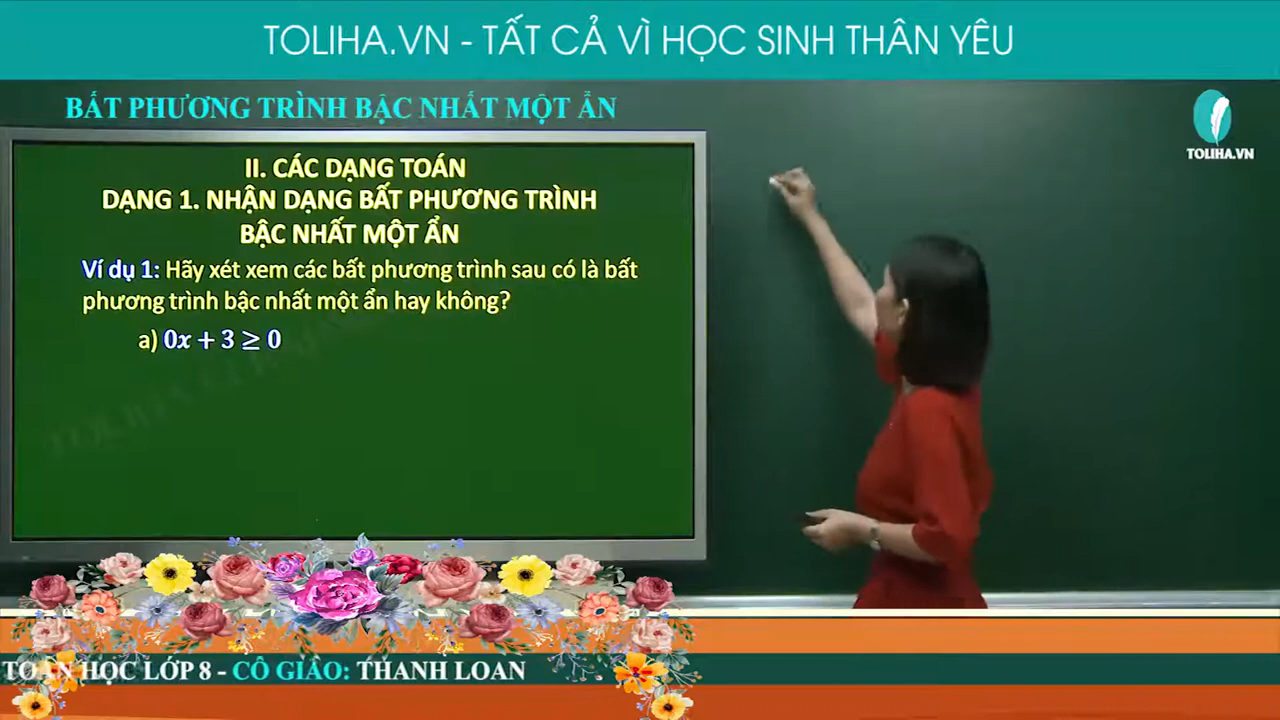 TOLIHA.VN - TẤT CẢ VÌ HỌC SINH THÂN YÊU
BẤT PHƯƠNG TRÌNH BẬC NHẤT MỘT ẨN
TOLIHA.VN
II. CÁC DẠNG TOÁN
DẠNG 1. NHẬN DẠNG BẤT PHƯƠNG TRÌNH
BẬC NHẤT MỘT ẨN
Ví dụ 1: Hãy xét xem các bất phương trình sau có là bất
phương trình bậc nhất một ẩn hay không?
a) 0x + 3 ≥ 0
TOÁN HỌC LỚP 8 - CÔ GIÁO: THANH LOAN